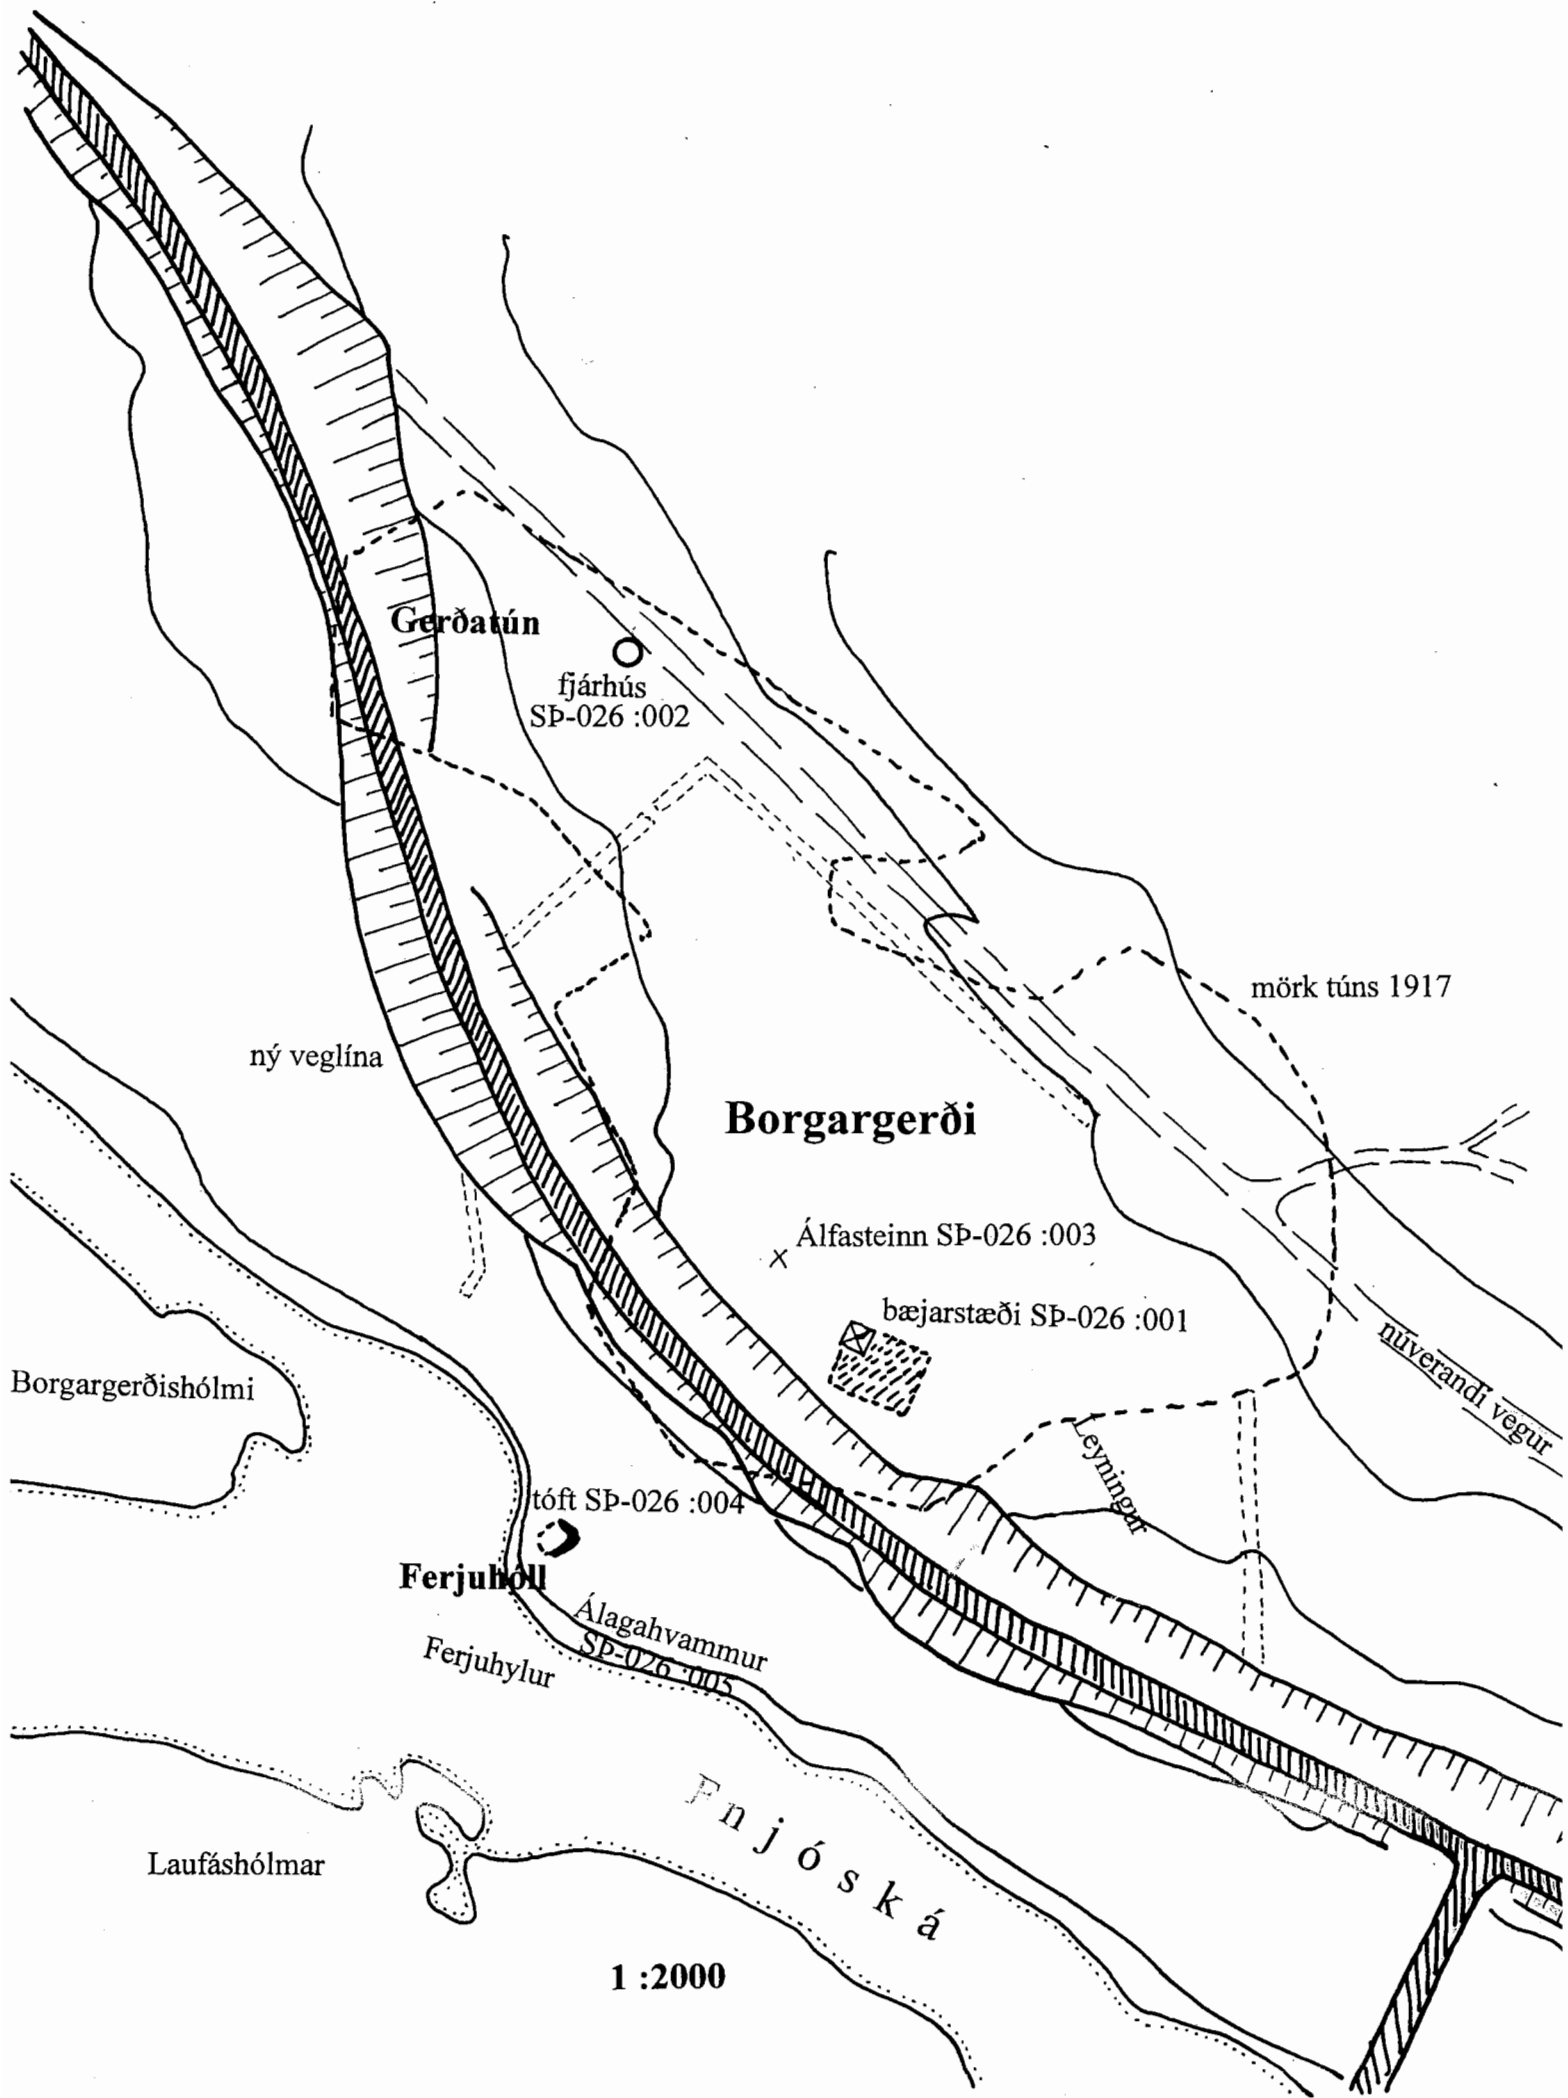 Gerðatún
fjárhús
SÞ-026 :002
mörk túns 1917
ný veglína
Borgargerði
Álfasteinn SÞ-026 :003
bæjarstæði SÞ-026 :001
núverandi vegur
Borgargerðishólmi
Leyningur
tóft SÞ-026 :004
Ferjuhóll
Álagahvammur
SÞ-026 :005
Ferjuhylur
Fnjóská
Laufáshólmar
1 :2000